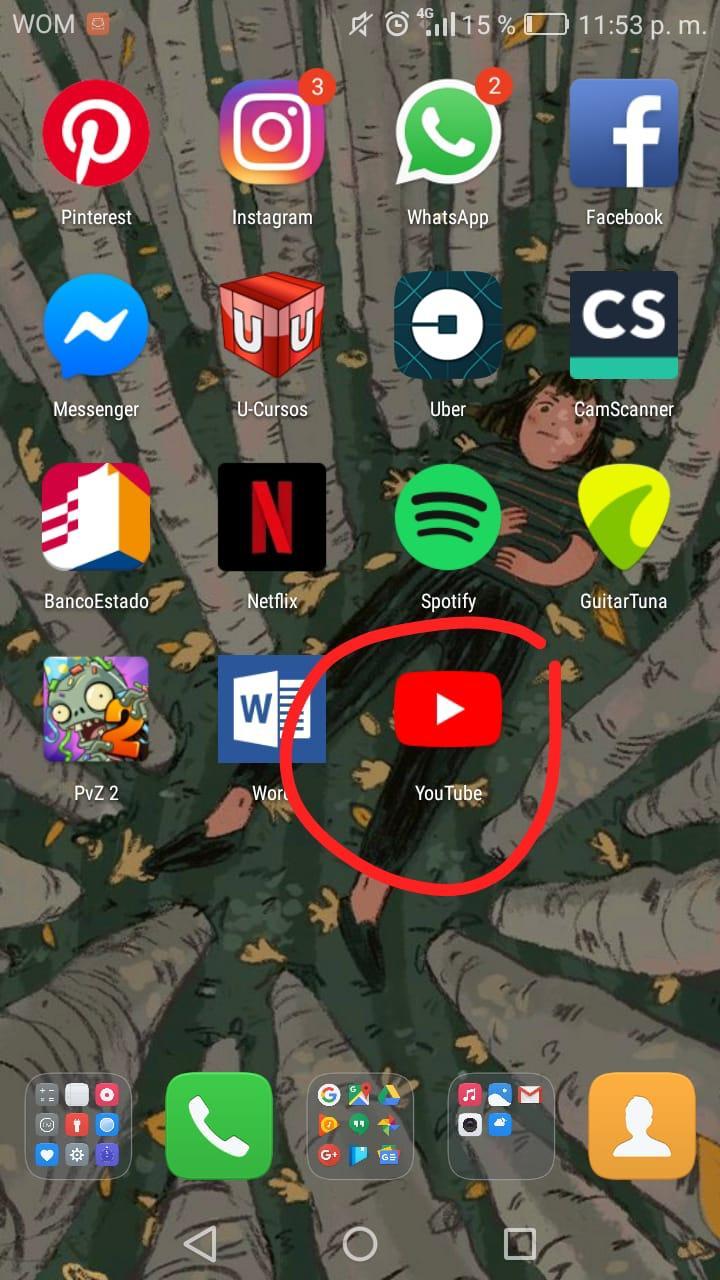 WOM 4G 15 % 11:53 p. m.
3 2
Pinterest Instagram WhatsApp Facebook
U U CS
Messenger U-Cursos Uber CamScanner
N
BancoEstado Netflix Spotify GuitarTuna
2 W
PvZ 2 Word YouTube